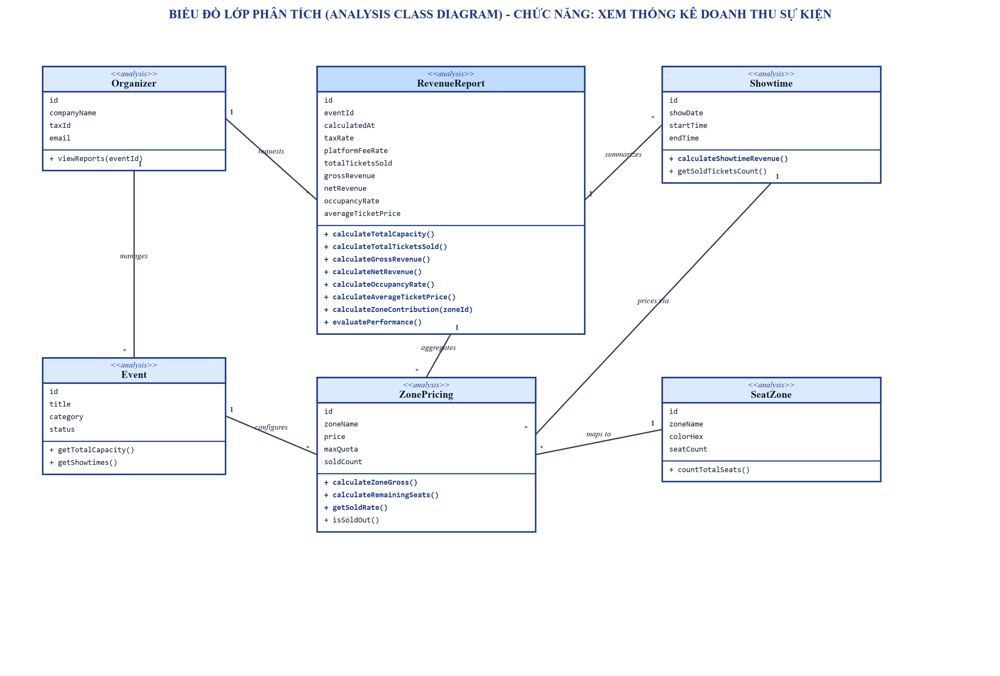 BIỂU ĐỒ LỚP PHÂN TÍCH (ANALYSIS CLASS DIAGRAM) - CHỨC NĂNG: XEM THỐNG KÊ DOANH THU SỰ KIỆN
<<analysis>>
Organizer
id
companyName
taxId
email
+ viewReports(eventId)
1
1
requests
*
<<analysis>>
RevenueReport
id
eventId
calculatedAt
taxRate
platformFeeRate
totalTicketsSold
grossRevenue
netRevenue
occupancyRate
averageTicketPrice
+ calculateTotalCapacity()
+ calculateTotalTicketsSold()
+ calculateGrossRevenue()
+ calculateNetRevenue()
+ calculateOccupancyRate()
+ calculateAverageTicketPrice()
+ calculateZoneContribution(zoneId)
+ evaluatePerformance()
1
*
summarizes
1
<<analysis>>
Showtime
id
showDate
startTime
endTime
+ calculateShowtimeRevenue()
+ getSoldTicketsCount()
1
manages
*
prices via
*
aggregates
*
<<analysis>>
Event
id
title
category
status
+ getTotalCapacity()
+ getShowtimes()
1
configures
*
<<analysis>>
ZonePricing
id
zoneName
price
maxQuota
soldCount
+ calculateZoneGross()
+ calculateRemainingSeats()
+ getSoldRate()
+ isSoldOut()
*
maps to
1
<<analysis>>
SeatZone
id
zoneName
colorHex
seatCount
+ countTotalSeats()